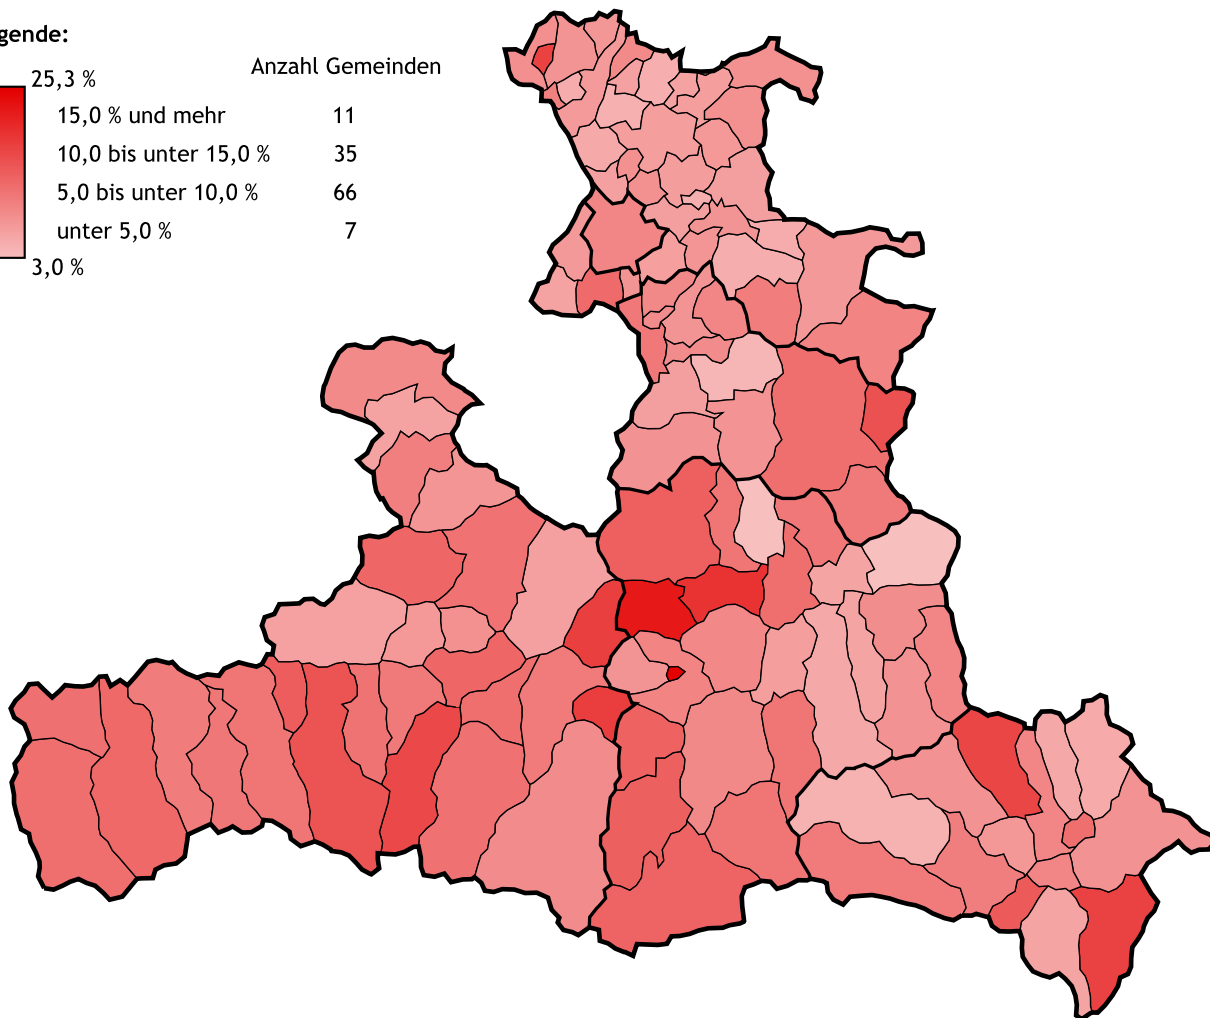 gende:
Anzahl Gemeinden
25,3 %
15,0 % und mehr 11
10,0 bis unter 15,0 % 35
5,0 bis unter 10,0 % 66
unter 5,0 % 7
3,0 %